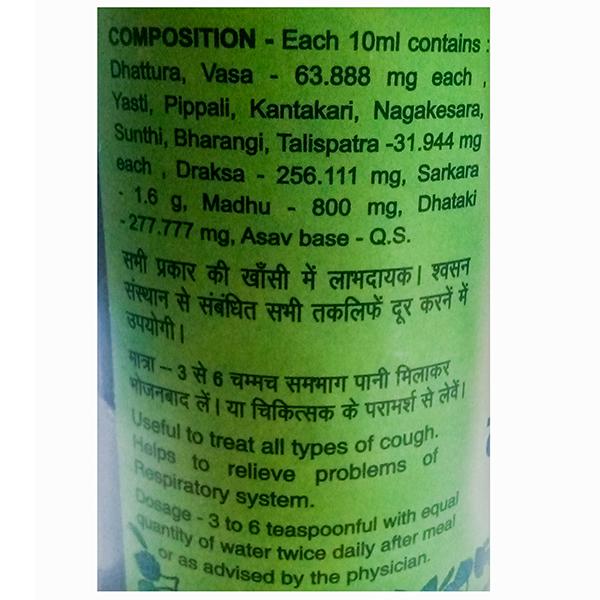 COMPOSITION - Each 10ml contains :
Dhattura, Vasa - 63.888 mg each ,
Yasti, Pippali, Kantakari, Nagakesara,
Sunthi, Bharangi, Talispatra -31.944 mg
each , Draksa - 256.111 mg, Sarkara
- 1.6 g, Madhu - 800 mg, Dhataki
-277.777 mg, Asav base - Q.S.
सभी प्रकार की खाँसी में लाभदायक। श्वसन
संस्थान से संबंधित सभी तकलिफें दूर करनें में
उपयोगी।
मात्रा – 3 से 6 चम्मच समभाग पानी मिलाकर
भोजनबाद लें। या चिकित्सक के परामर्श से लेवें।
Useful to treat all types of cough.
Helps to relieve problems of
Respiratory system.
Dosage - 3 to 6 teaspoonful with equal
quantity of water twice daily after meal
or as advised by the physician.